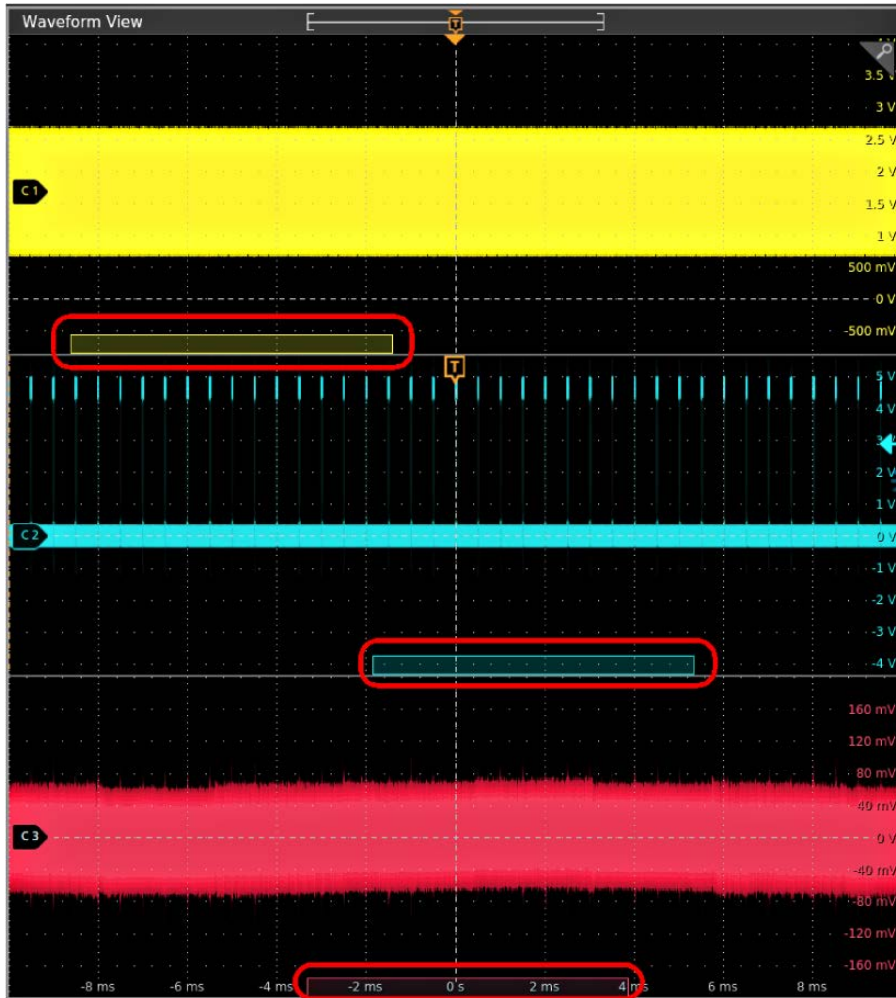 Waveform View
T
3.5 V
3 V
2.5 V
2 V
C 1
1.5 V
1 V
500 mV
0 V
-500 mV
T
5 V
4 V
2 V
1 V
C 2
0 V
-1 V
-2 V
-3 V
-4 V
160 mV
120 mV
80 mV
40 mV
C 3
0 V
-40 mV
-80 mV
-120 mV
-160 mV
-8 ms -6 ms -4 ms -2 ms 0 s 2 ms 4 ms 6 ms 8 ms